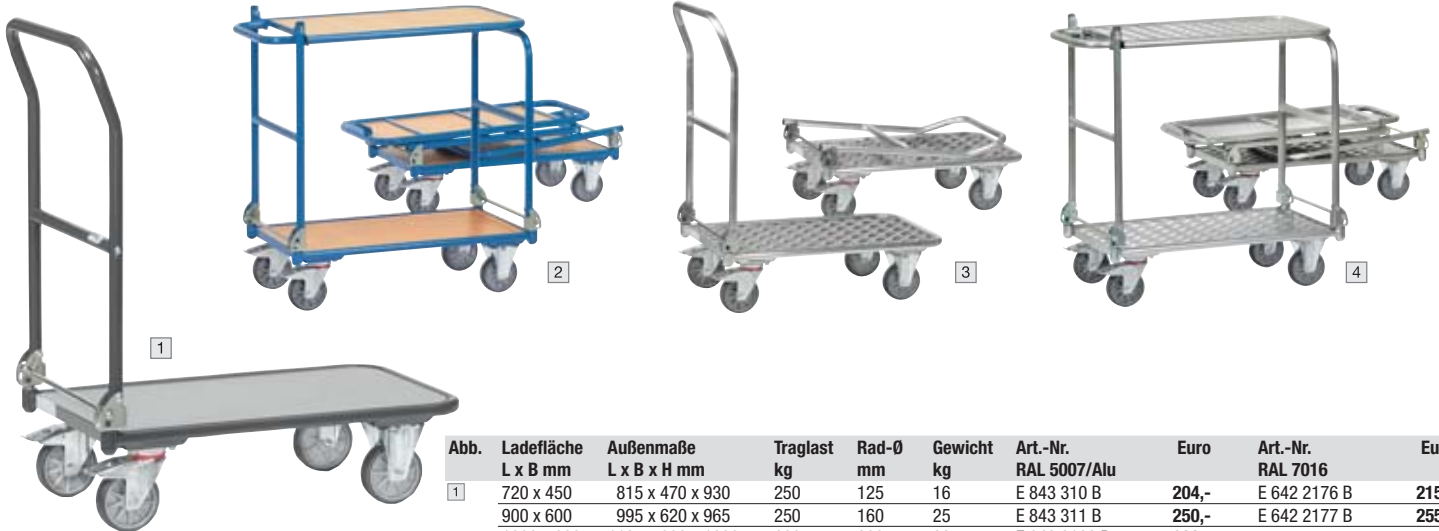 2
3
4
1
Abb. Ladefläche Außenmaße Traglast Rad-Ø Gewicht Art.-Nr. Euro Art.-Nr.
L x B mm L x B x H mm kg mm kg RAL 5007/Alu RAL 7016
1 720 x 450 815 x 470 x 930 250 125 16 E 843 310 B 204,- E 642 2176 B 215
900 x 600 995 x 620 x 965 250 160 25 E 843 311 B 250,- E 642 2177 B